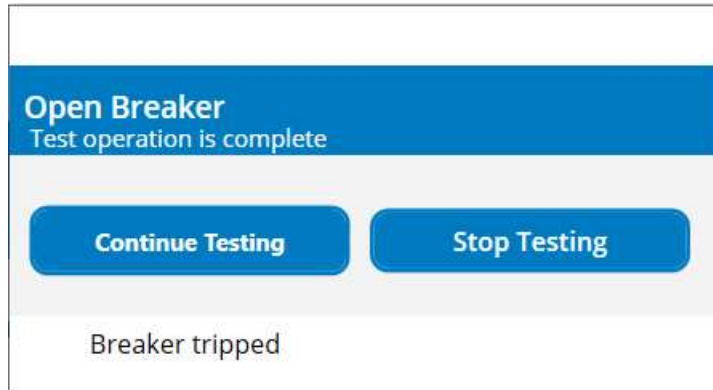 Open Breaker
Test operation is complete
Continue Testing
Stop Testing
Breaker tripped